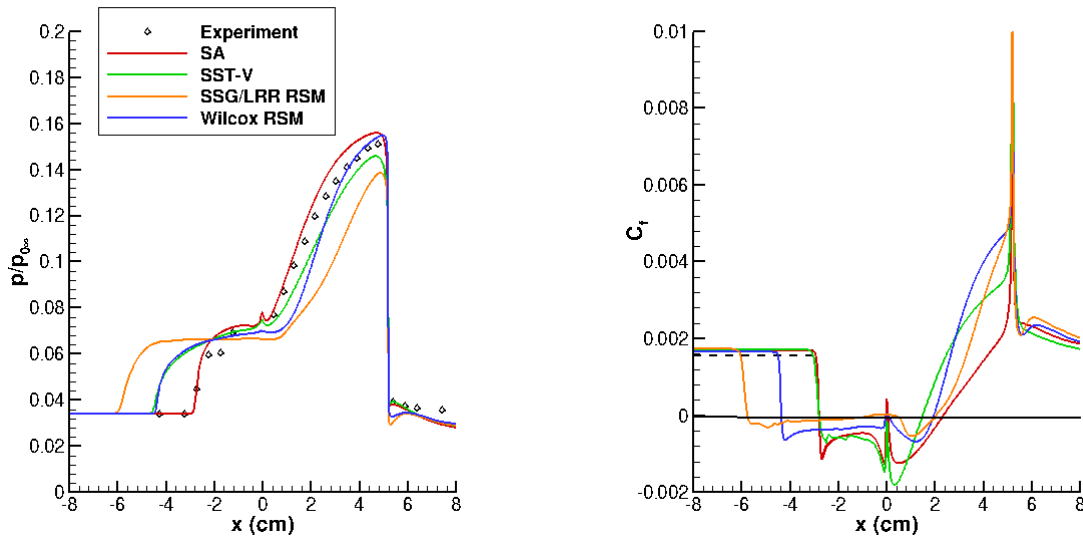 0.2
0.18
0.16
0.14
0.12
0.1
0.08
0.06
0.04
0.02
0
p/p0∞
-8 -6 -4 -2 0 2 4 6 8
x (cm)
Experiment
SA
SST-V
SSG/LRR RSM
Wilcox RSM
0.01
0.008
0.006
0.004
0.002
0
-0.002
Cf
-8 -6 -4 -2 0 2 4 6 8
x (cm)